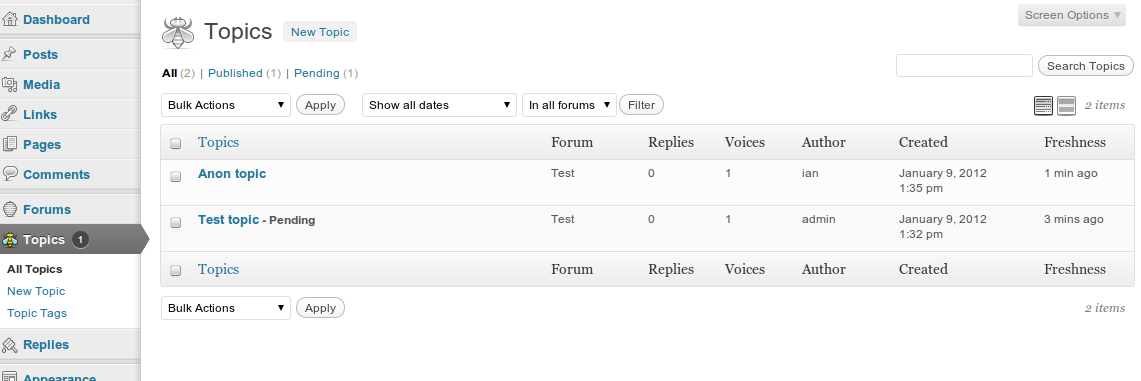 Dashboard
Posts
Media
Links
Pages
Comments
Forums
Topics 1
All Topics
New Topic
Topic Tags
Replies
Appearance
Topics New Topic
Screen Options
All (2) | Published (1) | Pending (1)
Search Topics
Bulk Actions Apply Show all dates In all forums Filter 2 items
Topics Forum Replies Voices Author Created Freshness
Anon topic Test 0 1 ian January 9, 2012 1 min ago
1:35 pm
Test topic - Pending Test 0 1 admin January 9, 2012 3 mins ago
1:32 pm
Topics Forum Replies Voices Author Created Freshness
Bulk Actions Apply 2 items